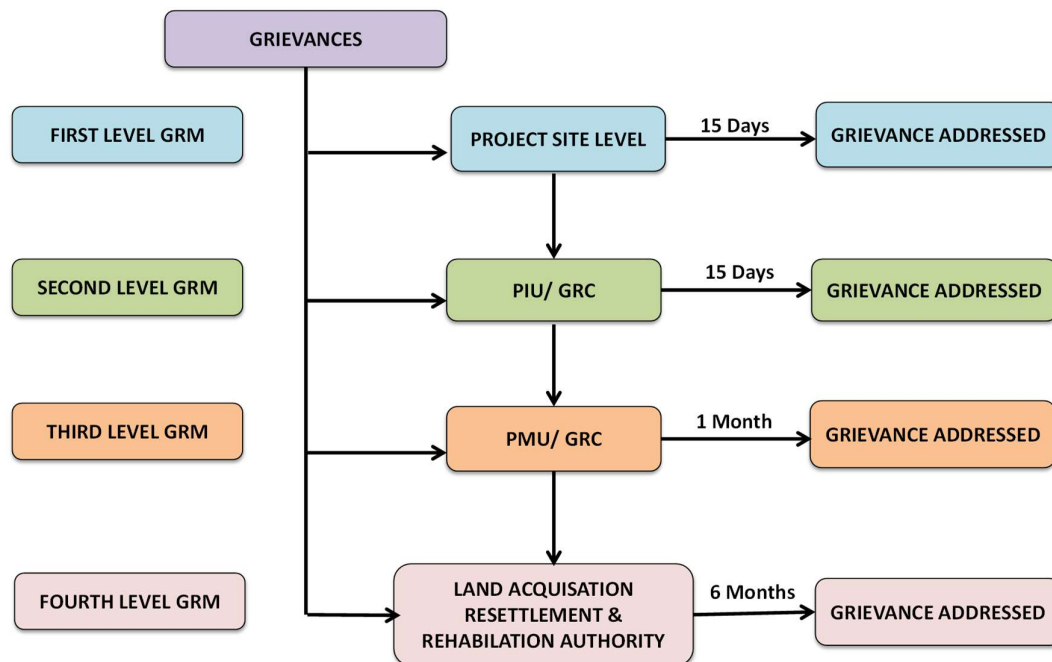 GRIEVANCES
FIRST LEVEL GRM
PROJECT SITE LEVEL
15 Days
GRIEVANCE ADDRESSED
SECOND LEVEL GRM
PIU/ GRC
15 Days
GRIEVANCE ADDRESSED
THIRD LEVEL GRM
PMU/ GRC
1 Month
GRIEVANCE ADDRESSED
FOURTH LEVEL GRM
LAND ACQUISATION
RESETTLEMENT &
REHABILATION AUTHORITY
6 Months
GRIEVANCE ADDRESSED